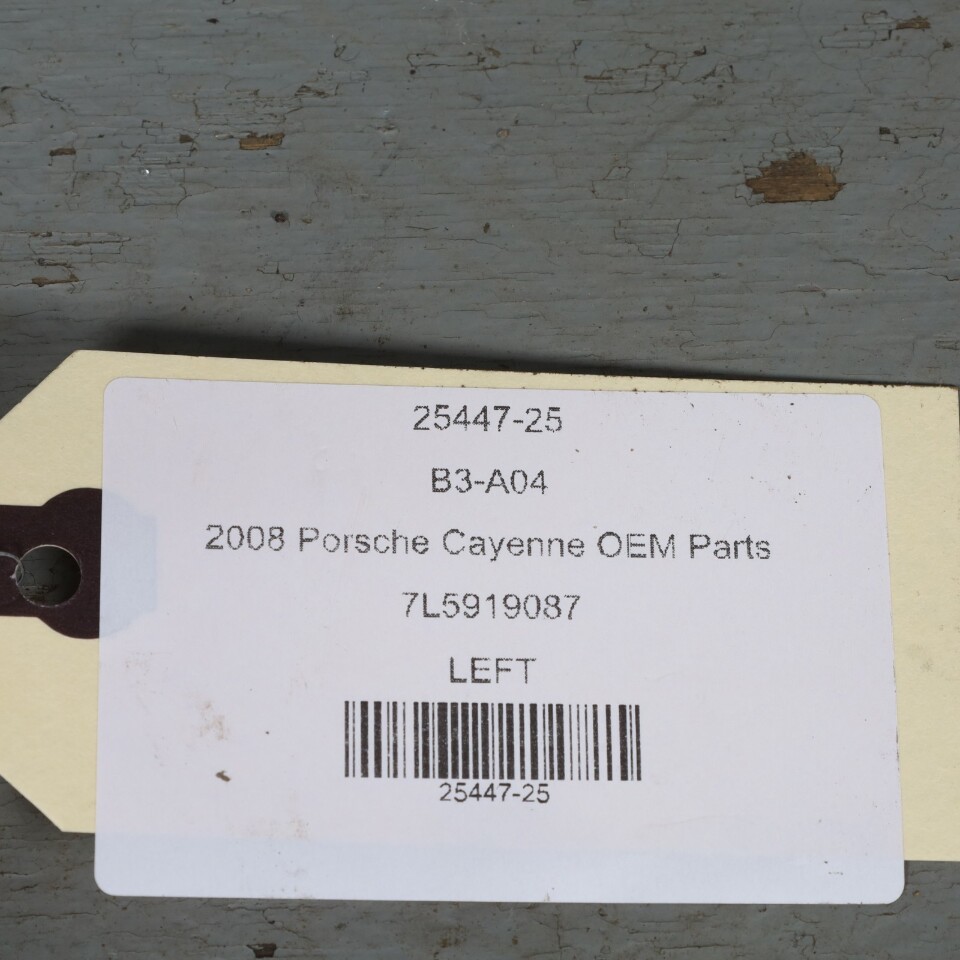 25447-25
B3-A04
2008 Porsche Cayenne OEM Parts
7L5919087
LEFT
25447-25